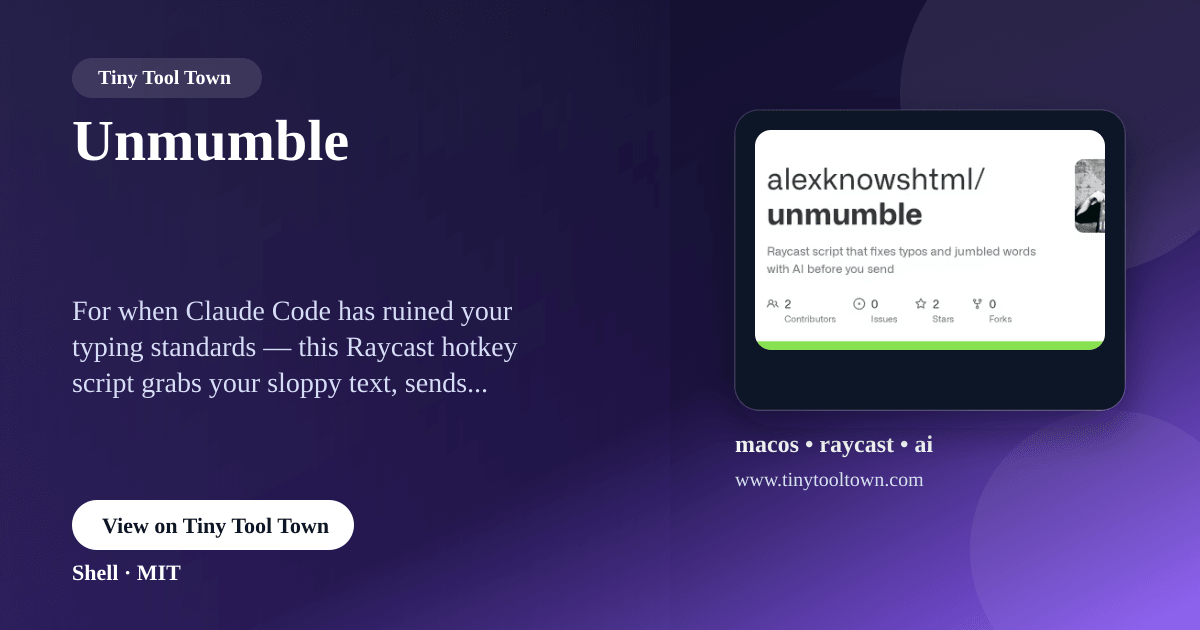 Tiny Tool Town
Unmumble
For when Claude Code has ruined your
typing standards — this Raycast hotkey
script grabs your sloppy text, sends...
View on Tiny Tool Town
Shell · MIT
alexknowshtml/
unmumble
Raycast script that fixes typos and jumbled words
with AI before you send
2
Contributors
0
Issues
2
Stars
0
Forks
macos • raycast • ai
www.tinytooltown.com